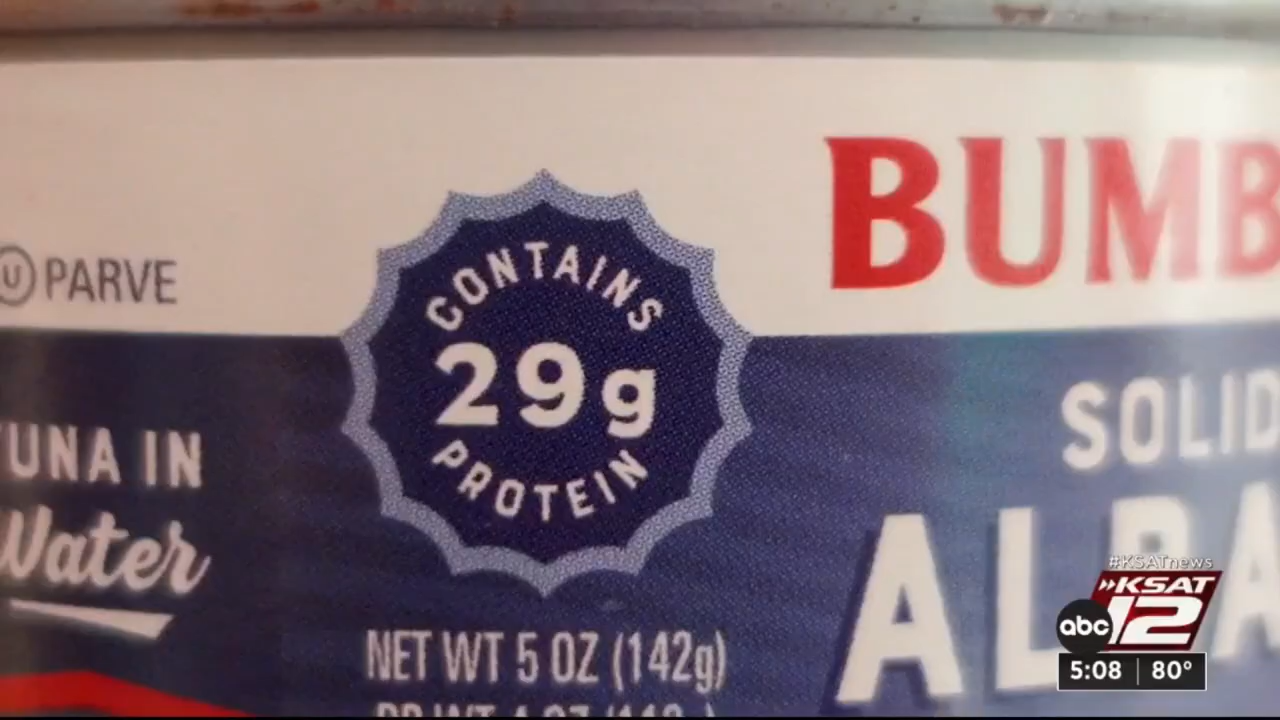 BUMB
U PARVE
CONTAINS
29g
PROTEIN
SOLID
TUNA IN
Water
ALBA
NET WT 5 OZ (142g)
#KSATnews
KSAT
abc 12
5:08 80°